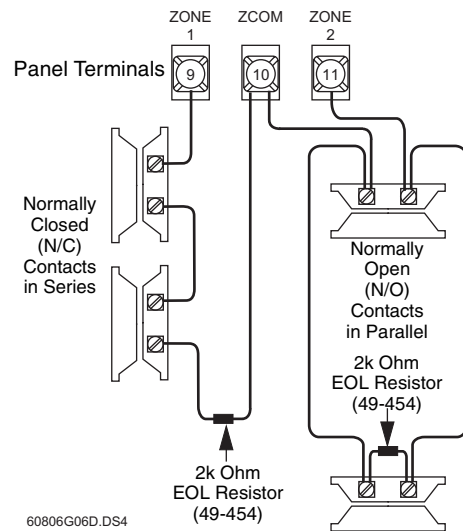 ZONE
1
ZCOM
ZONE
2
Panel Terminals
9
10
11
Normally
Closed
(N/C)
Contacts
in Series
Normally
Open
(N/O)
Contacts
in Parallel
2k Ohm
EOL Resistor
(49-454)
2k Ohm
EOL Resistor
(49-454)
60806G06D.DS4